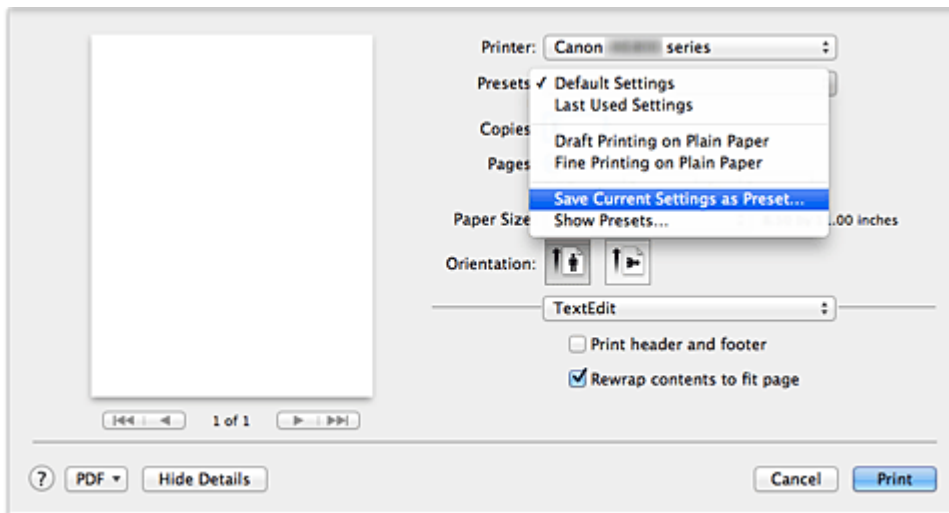 Printer: Canon series
Presets ✓ Default Settings
Last Used Settings
Copies
Draft Printing on Plain Paper
Pages Fine Printing on Plain Paper
Save Current Settings as Preset...
Paper Size Show Presets... .00 inches
Orientation:
TextEdit
Print header and footer
Rewrap contents to fit page
1 of 1
? PDF Hide Details Cancel Print